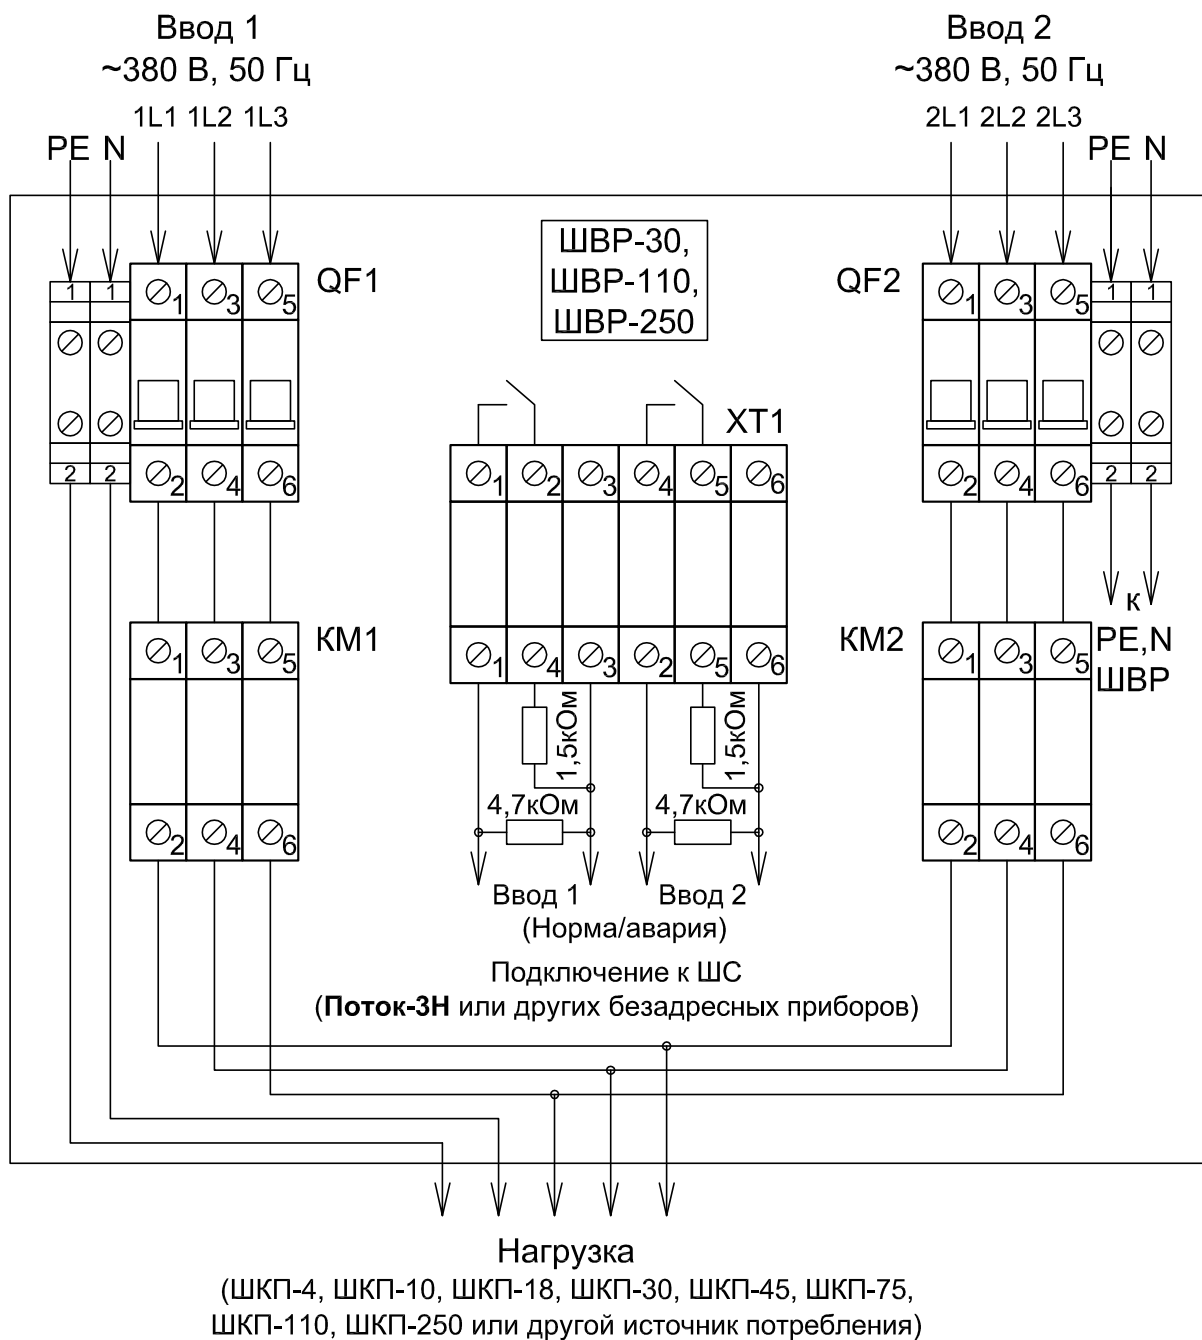 Ввод 1
~380 В, 50 Гц
1L1 1L2 1L3
PE N
Ввод 2
~380 В, 50 Гц
2L1 2L2 2L3
PE N
ШВР-30,
ШВР-110,
ШВР-250
QF1
1 1 1 3 5
2 2 2 4 6
QF2
1 3 5 1 1
2 4 6 2 2
XT1
1 2 3 4 5 6
1 4 3 2 5 6
КМ1
1 3 5
2 4 6
КМ2
1 3 5
2 4 6
к
PE,N
ШВР
1,5кОм
1,5кОм
4,7кОм
4,7кОм
Ввод 1
Ввод 2
(Норма/авария)
Подключение к ШС
(Поток-3Н или других безадресных приборов)
Нагрузка
(ШКП-4, ШКП-10, ШКП-18, ШКП-30, ШКП-45, ШКП-75,
ШКП-110, ШКП-250 или другой источник потребления)